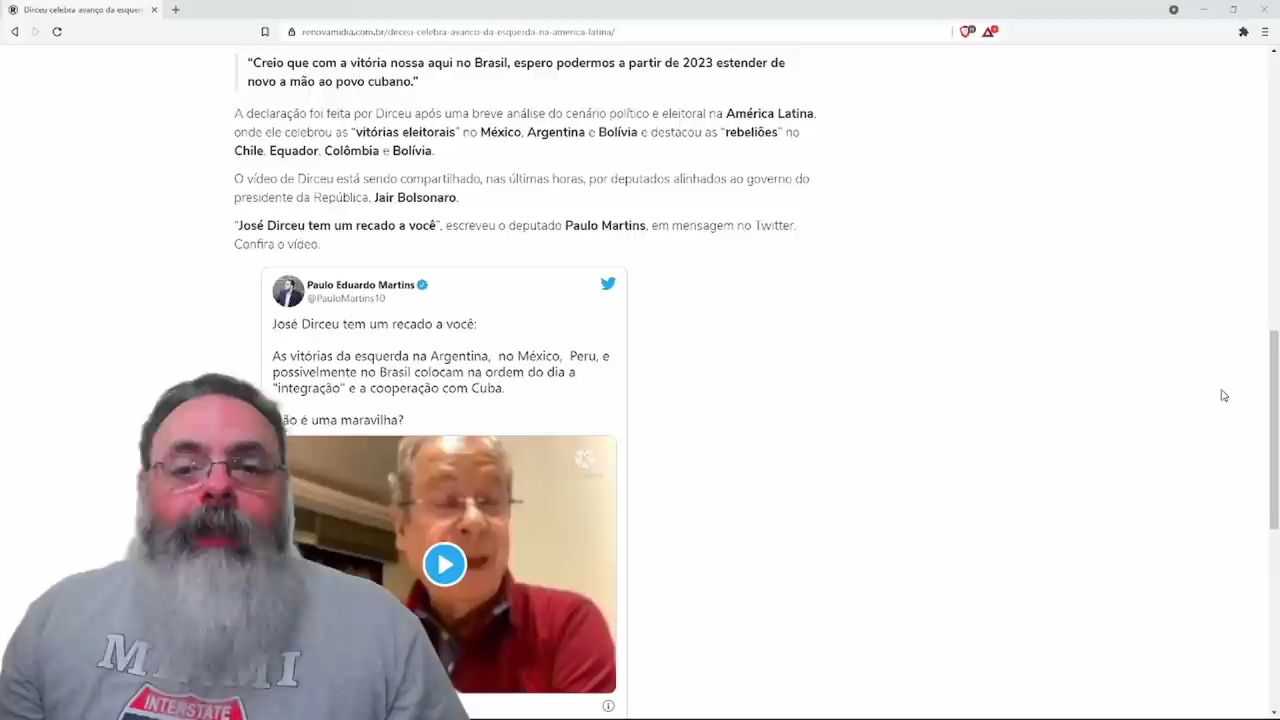 Dirceu celebra avanço da esquer
renovamidia.com.br/dirceu-celebra-avanco-da-esquerda-na-america-latina/
“Creio que com a vitória nossa aqui no Brasil, espero podermos a partir de 2023 estender de
novo a mão ao povo cubano.”
A declaração foi feita por Dirceu após uma breve análise do cenário político e eleitoral na América Latina,
onde ele celebrou as “vitórias eleitorais” no México, Argentina e Bolívia e destacou as “rebeliões” no
Chile, Equador, Colômbia e Bolívia.
O vídeo de Dirceu está sendo compartilhado, nas últimas horas, por deputados alinhados ao governo do
presidente da República, Jair Bolsonaro.
“José Dirceu tem um recado a você”, escreveu o deputado Paulo Martins, em mensagem no Twitter.
Confira o vídeo.
Paulo Eduardo Martins
@PauloMartins10
José Dirceu tem um recado a você:
As vitórias da esquerda na Argentina, no México, Peru, e
possivelmente no Brasil colocam na ordem do dia a
"integração" e a cooperação com Cuba.
ão é uma maravilha?
INTERSTATE